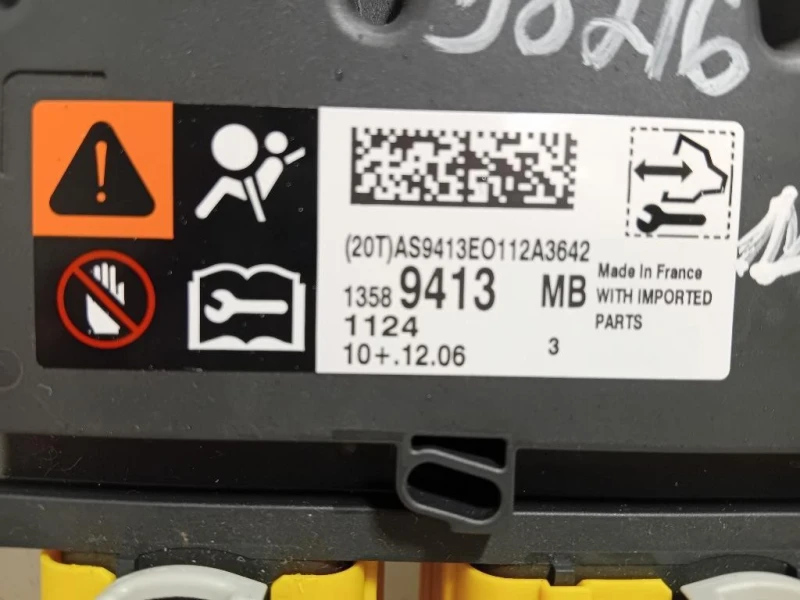 (20T)AS9413EO112A3642
1358 9413 MB
1124
10+.12.06
3
Made In France
WITH IMPORTED
PARTS